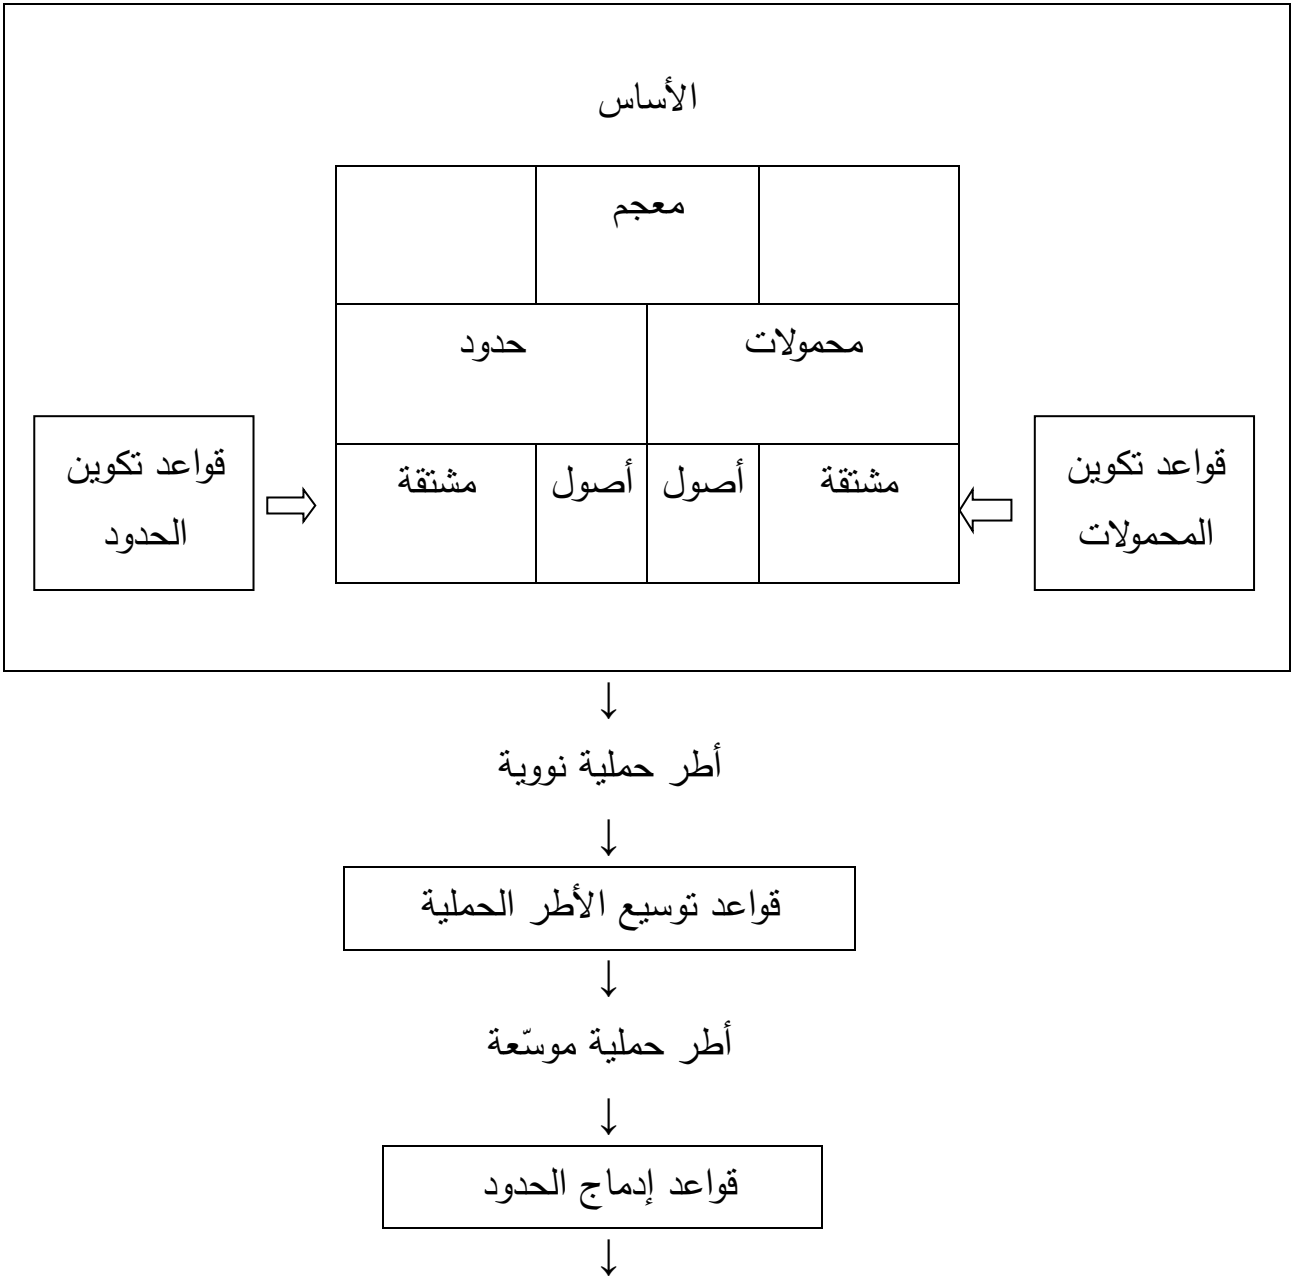 الأساس
معجم
محمولات
حدود
قواعد تكوين
المحمولات
مشتقة
أصول
أصول
مشتقة
قواعد تكوين
الحدود
↓
أطر حملية نووية
↓
قواعد توسيع الأطر الحملية
↓
أطر حملية موسّعة
↓
قواعد إدماج الحدود
↓